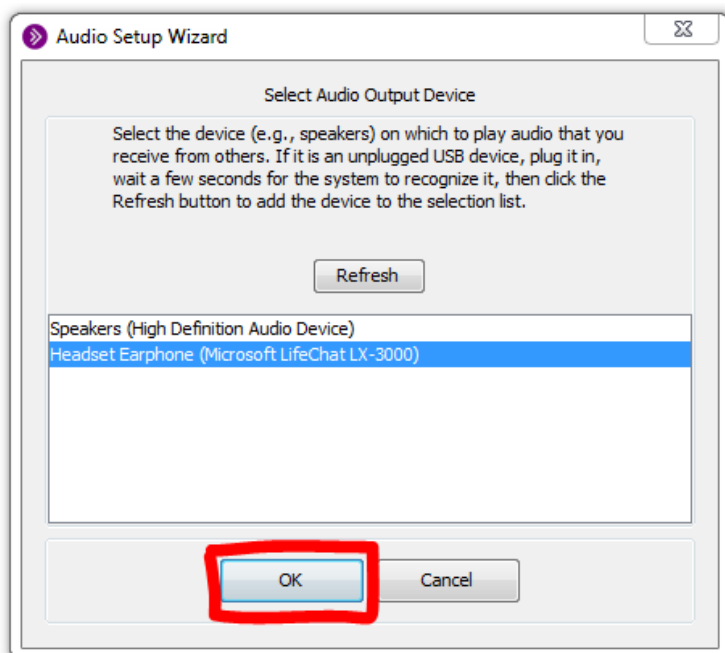 Audio Setup Wizard
Select Audio Output Device
Select the device (e.g., speakers) on which to play audio that you
receive from others. If it is an unplugged USB device, plug it in,
wait a few seconds for the system to recognize it, then click the
Refresh button to add the device to the selection list.
Refresh
Speakers (High Definition Audio Device)
Headset Earphone (Microsoft LifeChat LX-3000)
OK
Cancel